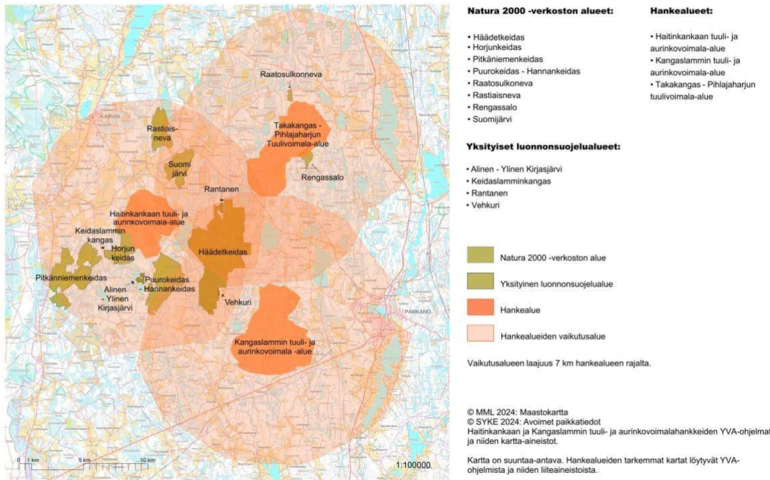 Natura 2000 -verkoston alueet:
• Häädetkeidas
• Horjunkeidas
• Pitkäniemenkeidas
• Puurokeidas - Hannankeidas
• Raatosulkonneva
• Rastiaisneva
• Rengassalo
• Suomijärvi
Hankealueet:
• Haitinkankaan tuuli- ja
aurinkovoimala-alue
• Kangaslammin tuuli- ja
aurinkovoimala-alue
• Takakangas - Pihlajaharjun
tuulivoimala-alue
Yksityiset luonnonsuojelualueet:
• Alinen - Ylinen Kirjasjärvi
• Keidaslamminkangas
• Rantanen
• Vehkuri
Natura 2000 -verkoston alue
Yksityinen luonnonsuojelualue
Hankealue
Hankealueiden vaikutusalue
Vaikutusalueen laajuus 7 km hankealueen rajalta.
© MML 2024: Maastokartta
© SYKE 2024: Avoimet paikkatiedot
Haitinkankaan ja Kangaslammin tuuli- ja aurinkovoimalahankkeiden YVA-ohjelmat
ja niiden kartta-aineistot.
Kartta on suuntaa-antava. Hankealueiden tarkemmat kartat löytyvät YVA-
ohjelmista ja niiden liiteaineistoista.
Raatosulkonneva
Takakangas -
Pihlajaharjun
Tuulivoimala-alue
Rengassalo
Rastiais-
neva
Suomi
järvi
Rantanen
Haitinkankaan tuuli- ja
aurinkovoimala-alue
Keidaslammin
kangas
Horjun
keidas
Häädetkeidas
Pitkänniemenkeidas
Puurokeidas
- Hannankeidas
Alinen
- Ylinen
Kirjasjärvi
Vehkuri
Kangaslammin tuuli- ja
aurinkovoimala -alue
KARVIA
PARKANO
0 1 km 5 km 10 km
1:100000